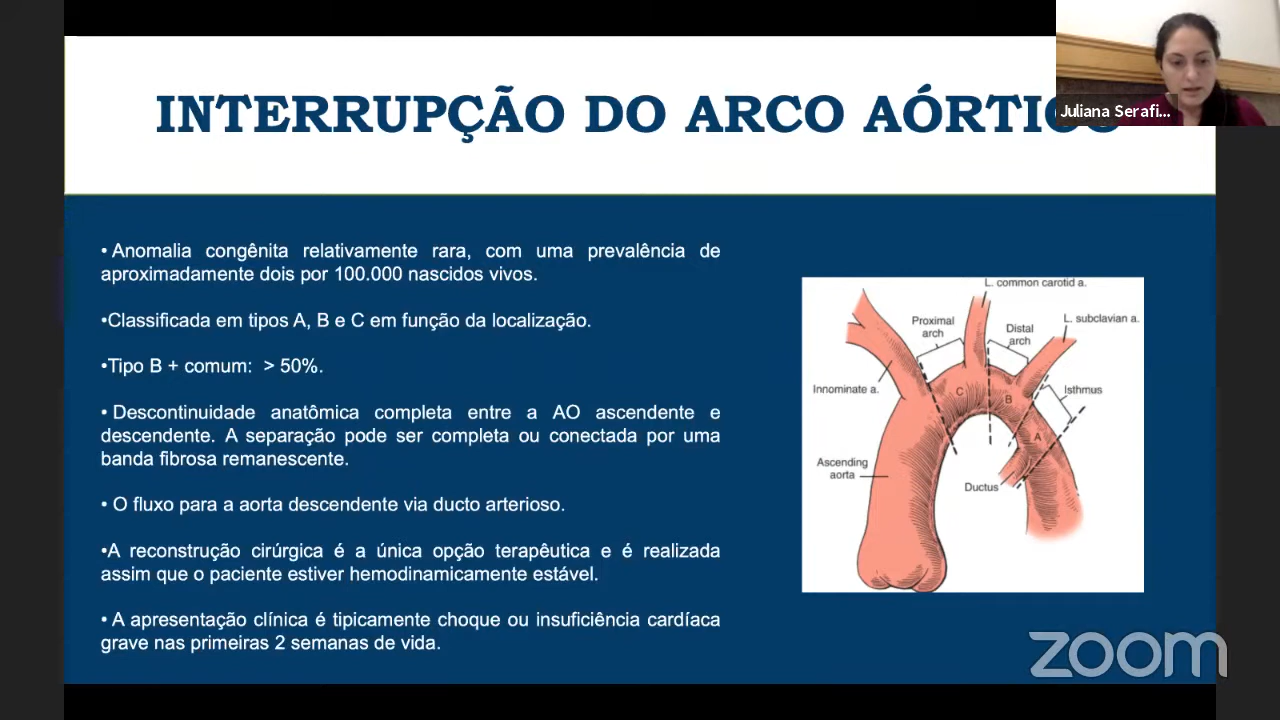 INTERRUPÇÃO DO ARCO AÓRTICO
Juliana Serafi...
• Anomalia congênita relativamente rara, com uma prevalência de
aproximadamente dois por 100.000 nascidos vivos.
•Classificada em tipos A, B e C em função da localização.
•Tipo B + comum: > 50%.
• Descontinuidade anatômica completa entre a AO ascendente e
descendente. A separação pode ser completa ou conectada por uma
banda fibrosa remanescente.
• O fluxo para a aorta descendente via ducto arterioso.
•A reconstrução cirúrgica é a única opção terapêutica e é realizada
assim que o paciente estiver hemodinamicamente estável.
• A apresentação clínica é tipicamente choque ou insuficiência cardíaca
grave nas primeiras 2 semanas de vida.
L. common carotid a.
Proximal
arch
Distal
arch
L. subclavian a.
Innominate a.
C
B
Isthmus
A
Ascending
aorta
Ductus
zoom